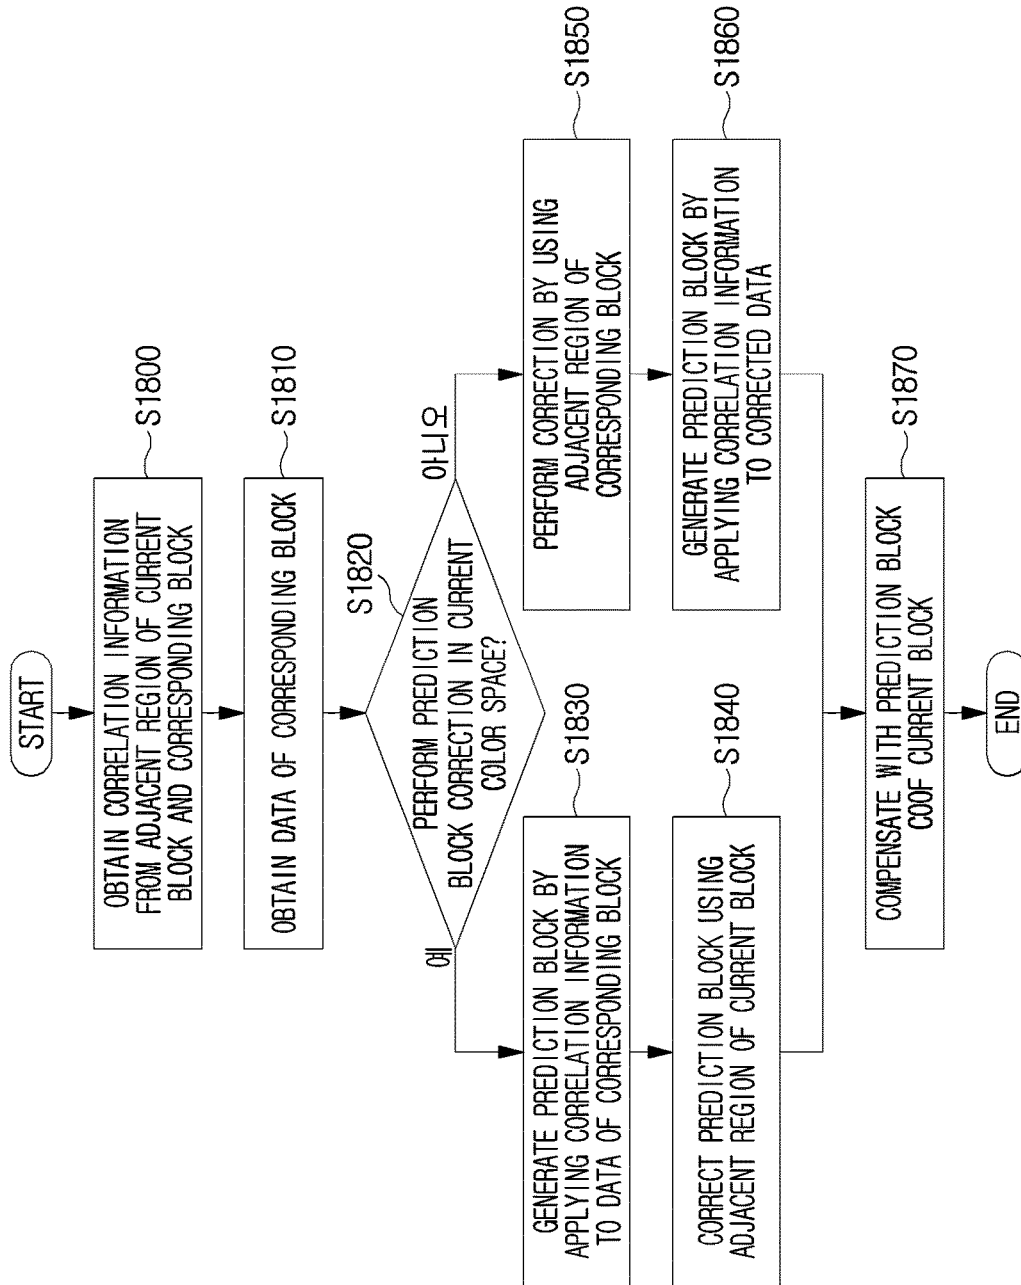 START
OBTAIN CORRELATION INFORMATION
FROM ADJACENT REGION OF CURRENT
BLOCK AND CORRESPONDING BLOCK
S1800
OBTAIN DATA OF CORRESPONDING BLOCK
S1810
PERFORM PREDICTION
BLOCK CORRECTION IN CURRENT
COLOR SPACE?
S1820
예
아니오
GENERATE PREDICTION BLOCK BY
APPLYING CORRELATION INFORMATION
TO DATA OF CORRESPONDING BLOCK
S1830
CORRECT PREDICTION BLOCK USING
ADJACENT REGION OF CURRENT BLOCK
S1840
PERFORM CORRECTION BY USING
ADJACENT REGION OF
CORRESPONDING BLOCK
S1850
GENERATE PREDICTION BLOCK BY
APPLYING CORRELATION INFORMATION
TO CORRECTED DATA
S1860
COMPENSATE WITH PREDICTION BLOCK
COOF CURRENT BLOCK
S1870
END